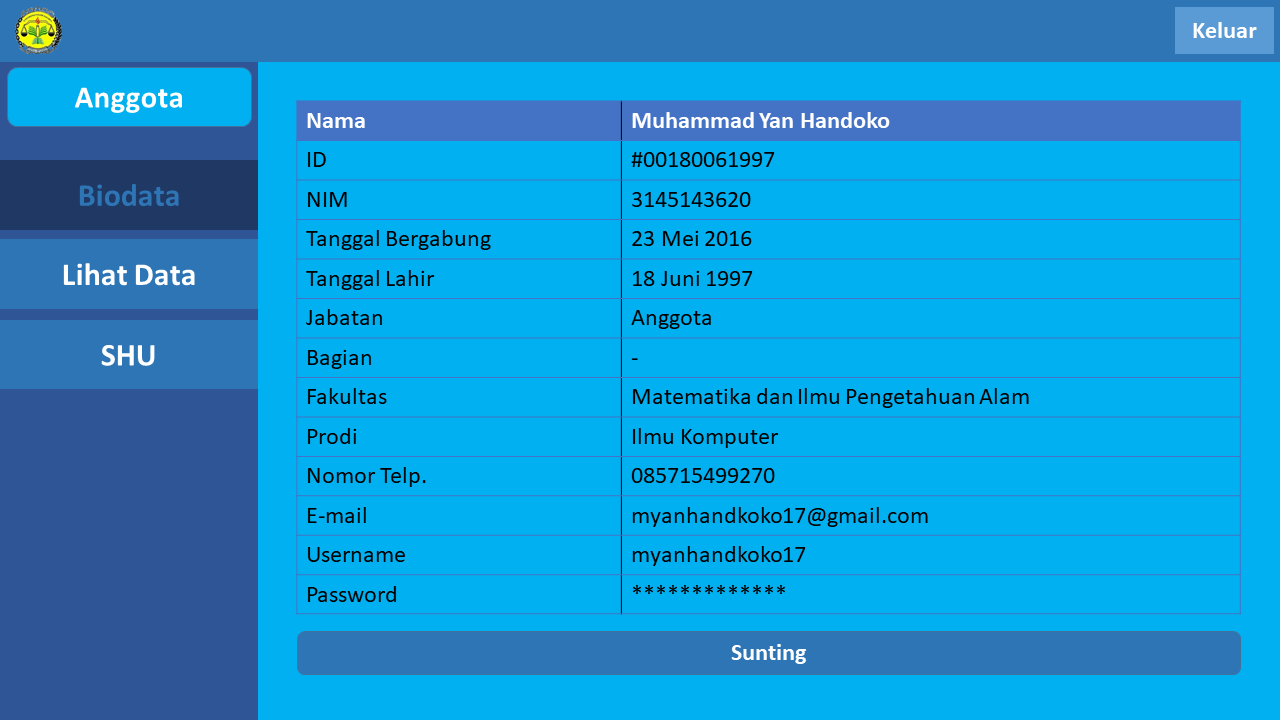 Keluar
Anggota
Biodata
Lihat Data
SHU
Nama Muhammad Yan Handoko
ID #00180061997
NIM 3145143620
Tanggal Bergabung 23 Mei 2016
Tanggal Lahir 18 Juni 1997
Jabatan Anggota
Bagian -
Fakultas Matematika dan Ilmu Pengetahuan Alam
Prodi Ilmu Komputer
Nomor Telp. 085715499270
E-mail myanhandkoko17@gmail.com
Username myanhandkoko17
Password *************
Sunting